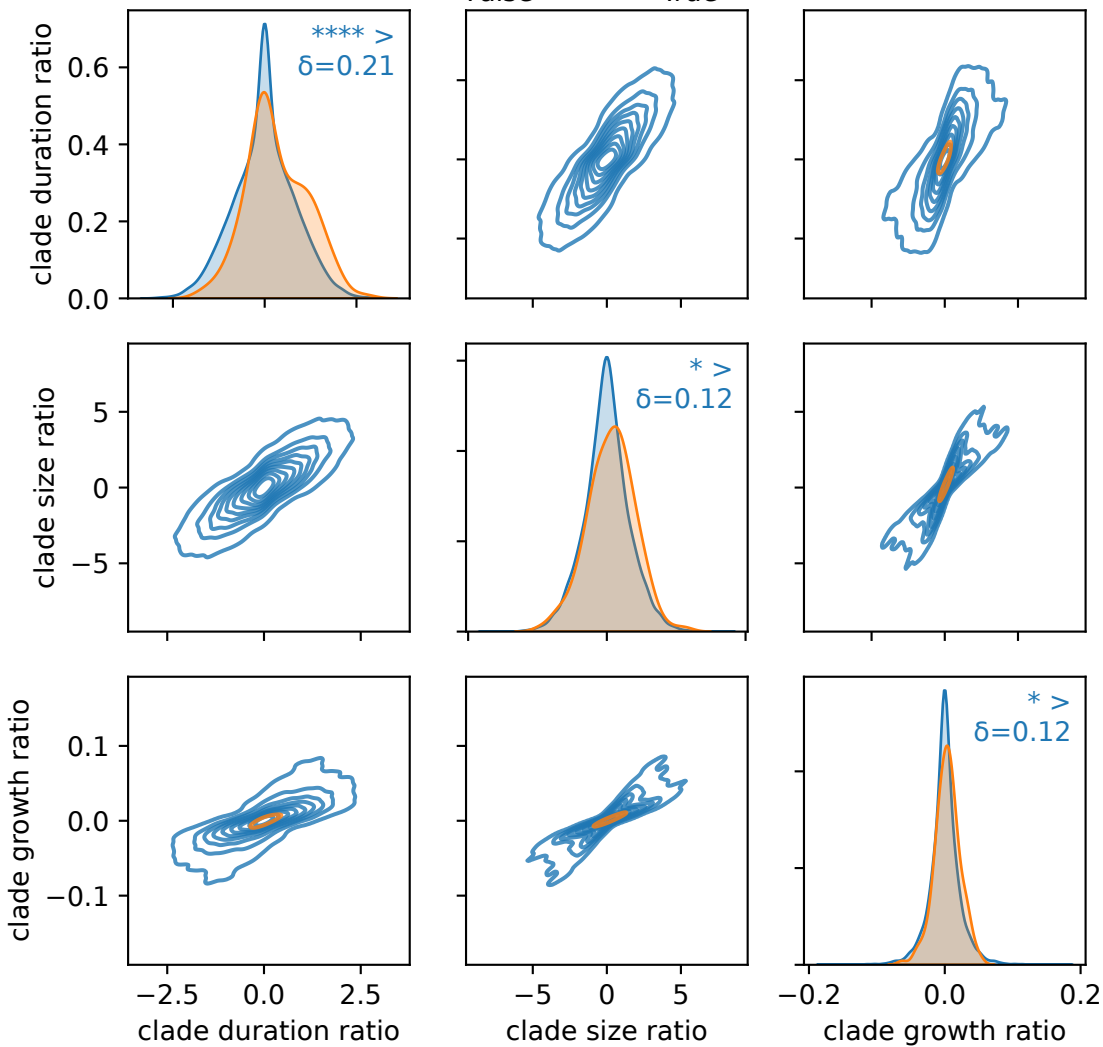 clade duration ratio
0.6
0.4
0.2
0.0
**** >
δ=0.21
clade size ratio
5
0
−5
* >
δ=0.12
clade growth ratio
0.1
0.0
−0.1
* >
δ=0.12
−2.5 0.0 2.5
−5 0 5
−0.2 0.0 0.2
clade duration ratio
clade size ratio
clade growth ratio